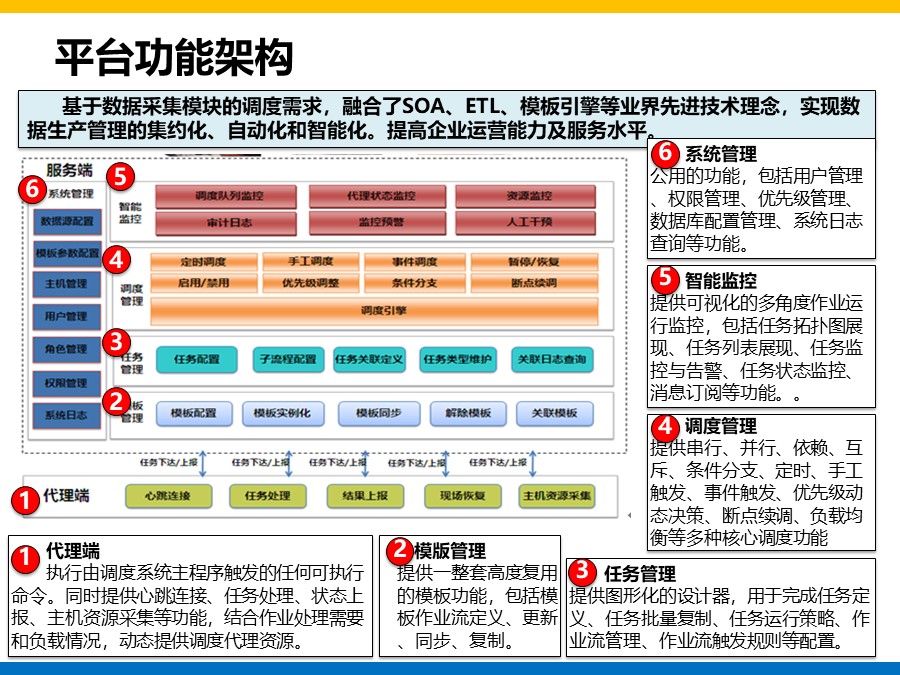 平台功能架构
基于数据采集模块的调度需求，融合了SOA、ETL、模板引擎等业界先进技术理念，实现数
据生产管理的集约化、自动化和智能化。提高企业运营能力及服务水平。
服务端
6
系统管理
数据源配置
模板参数配置
主机管理
用户管理
角色管理
权限管理
系统日志
5
智能
监控
调度队列监控
代理状态监控
资源监控
审计日志
监控预警
人工干预
4
调度
管理
定时调度
手工调度
事件调度
暂停/恢复
启用/禁用
优先级调整
条件分支
断点续调
调度引擎
3
任务
管理
任务配置
子流程配置
任务关联定义
任务类型维护
关联日志查询
2
板
管理
模板配置
模板实例化
模板同步
解除模板
关联模板
任务下达/上报
任务下达/上报
任务下达/上报
任务下达/上报
任务下达/上报
1
代理端
心跳连接
任务处理
结果上报
现场恢复
主机资源采集
6
系统管理
公用的功能，包括用户管理
、权限管理、优先级管理、
数据库配置管理、系统日志
查询等功能。
5
智能监控
提供可视化的多角度作业运
行监控，包括任务拓扑图展
现、任务列表展现、任务监
控与告警、任务状态监控、
消息订阅等功能。。
4
调度管理
提供串行、并行、依赖、互
斥、条件分支、定时、手工
触发、事件触发、优先级动
态决策、断点续调、负载均
衡等多种核心调度功能
1
代理端
执行由调度系统主程序触发的任何可执行
命令。同时提供心跳连接、任务处理、状态上
报、主机资源采集等功能，结合作业处理需要
和负载情况，动态提供调度代理资源。
2
模版管理
提供一整套高度复用
的模板功能，包括模
板作业流定义、更新
、同步、复制。
3
任务管理
提供图形化的设计器，用于完成任务定
义、任务批量复制、任务运行策略、作
业流管理、作业流触发规则等配置。